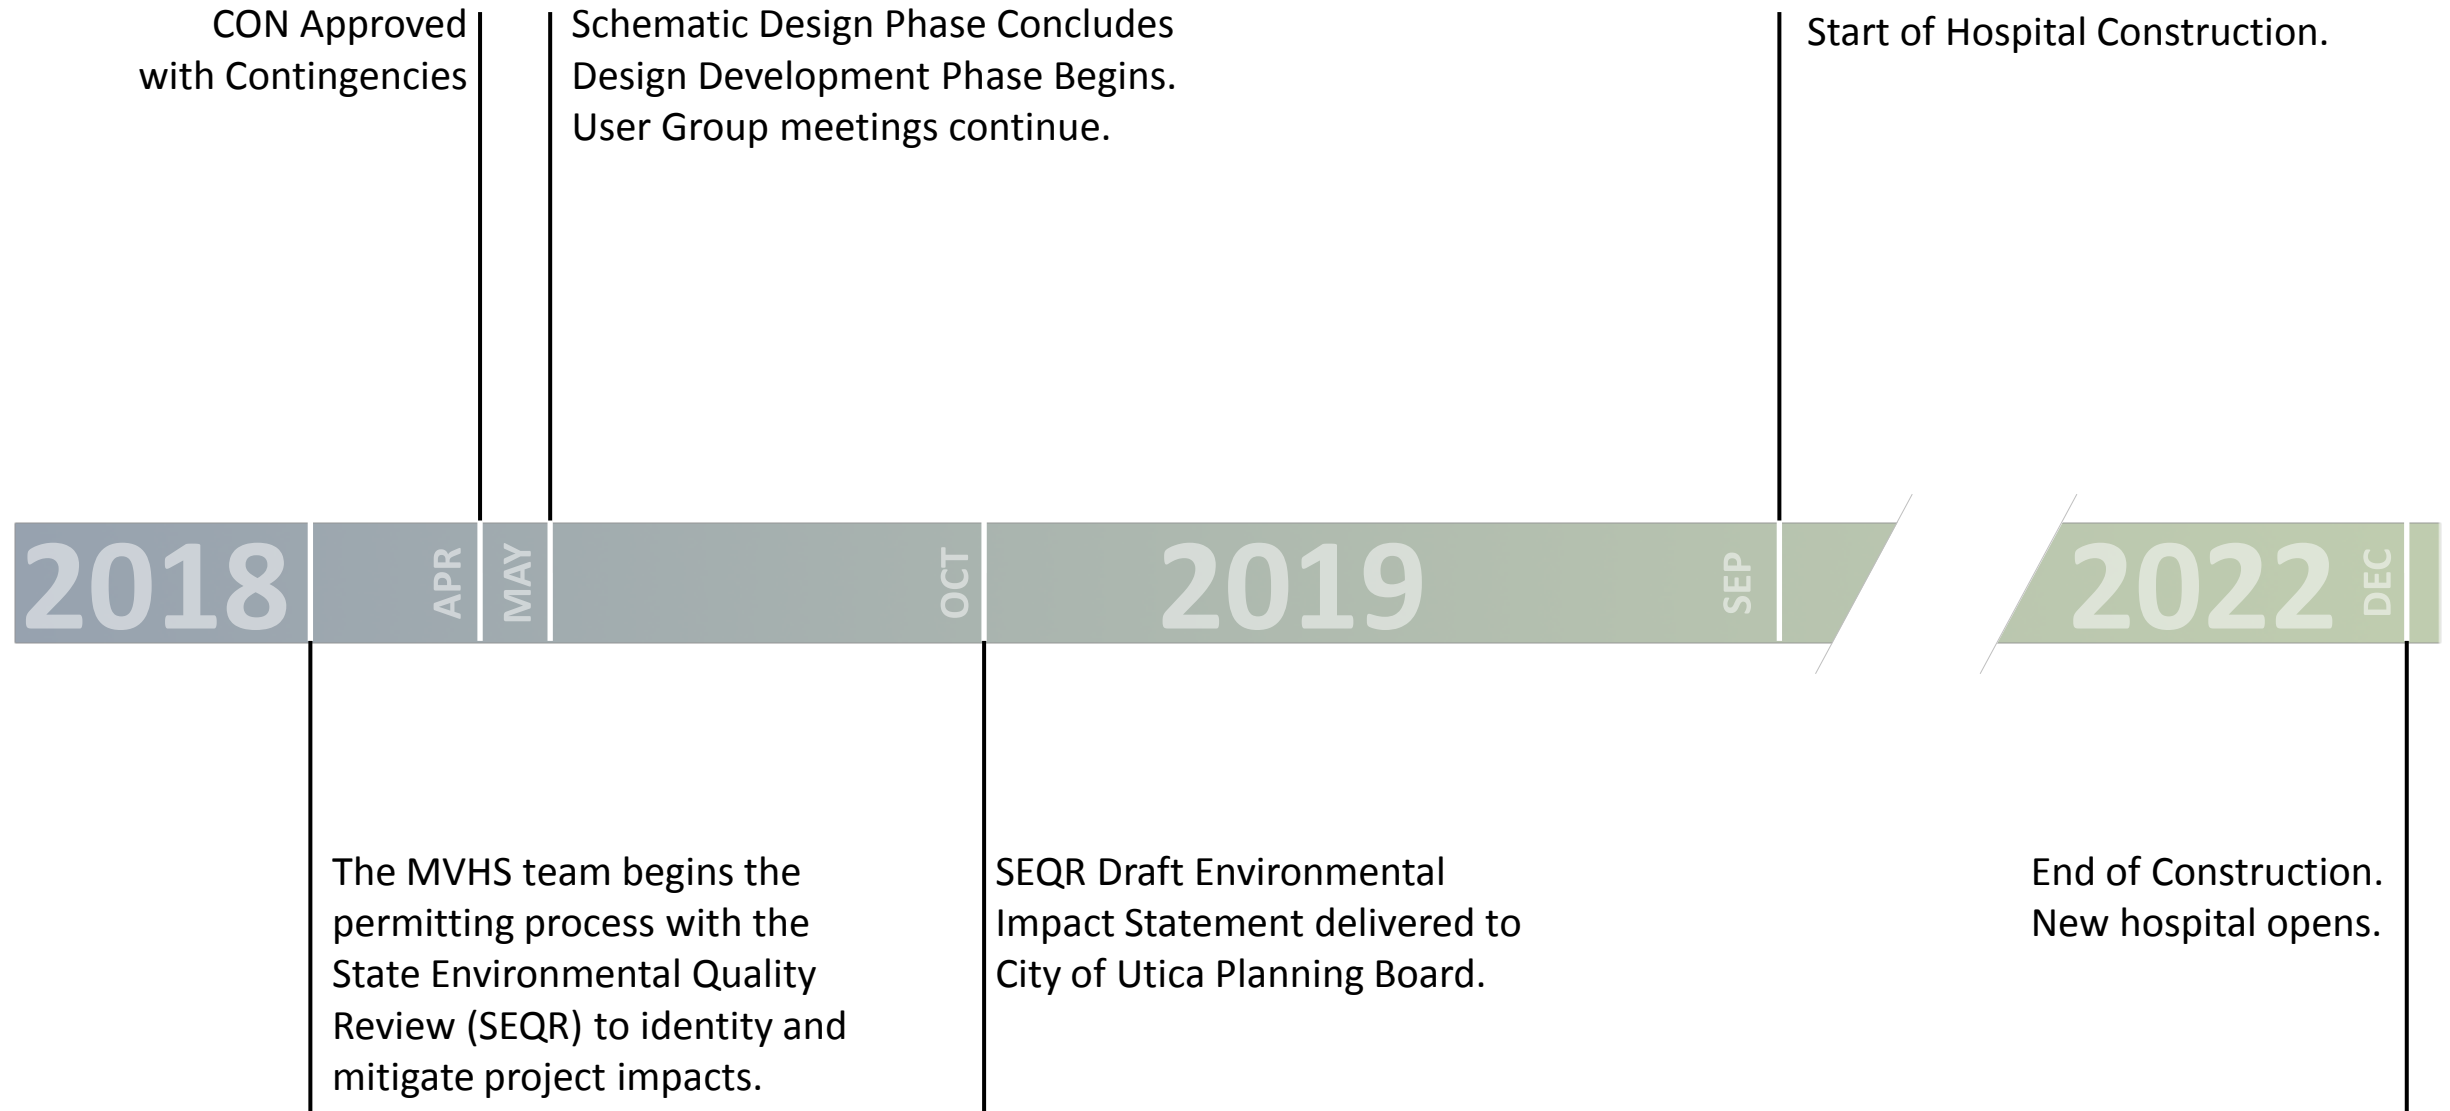 CON Approved
with Contingencies
Schematic Design Phase Concludes
Design Development Phase Begins.
User Group meetings continue.
Start of Hospital Construction.
2018
APR
MAY
OCT
2019
SEP
2022
DEC
The MVHS team begins the
permitting process with the
State Environmental Quality
Review (SEQR) to identity and
mitigate project impacts.
SEQR Draft Environmental
Impact Statement delivered to
City of Utica Planning Board.
End of Construction.
New hospital opens.